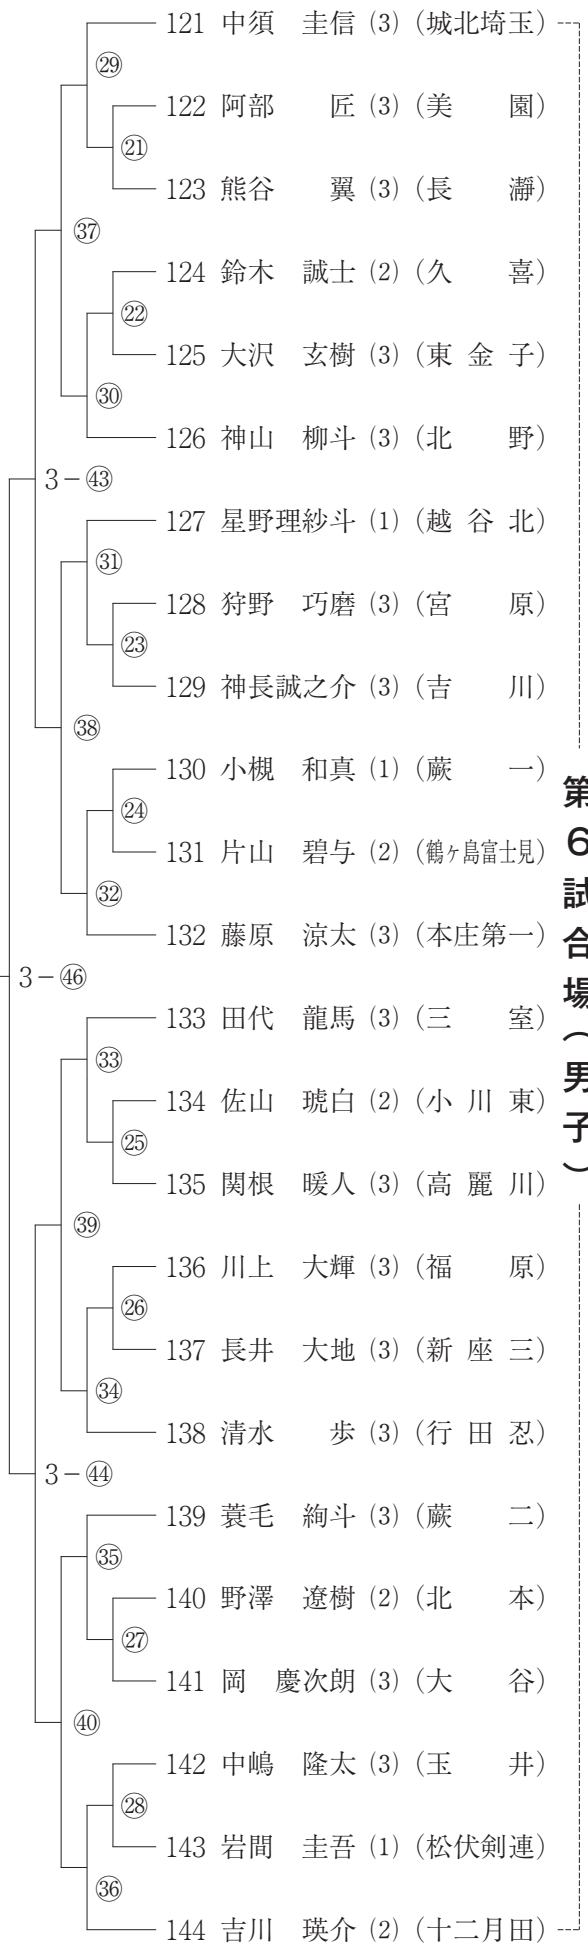 121 中須 圭信 (3) (城北埼玉)
㉙
122 阿部 匠 (3) (美 園)
㉑
123 熊谷 翼 (3) (長 瀞)
㊲
124 鈴木 誠士 (2) (久 喜)
㉒
125 大沢 玄樹 (3) (東 金 子)
㉚
126 神山 柳斗 (3) (北 野)
3-㊸
127 星野理紗斗 (1) (越 谷 北)
㉛
128 狩野 巧磨 (3) (宮 原)
㉓
129 神長誠之介 (3) (吉 川)
㊳
130 小槻 和真 (1) (蕨 一)
㉔
131 片山 碧与 (2) (鶴ヶ島富士見)
㉜
132 藤原 涼太 (3) (本庄第一)
3-㊻
133 田代 龍馬 (3) (三 室)
㉝
134 佐山 琥白 (2) (小 川 東)
㉕
135 関根 暖人 (3) (高 麗 川)
㊴
136 川上 大輝 (3) (福 原)
㉖
137 長井 大地 (3) (新 座 三)
㉞
138 清水 歩 (3) (行 田 忍)
3-㊹
139 蓑毛 絢斗 (3) (蕨 二)
㉟
140 野澤 遼樹 (2) (北 本)
㉗
141 岡 慶次朗 (3) (大 谷)
㊵
142 中嶋 隆太 (3) (玉 井)
㉘
143 岩間 圭吾 (1) (松伏剣連)
㊱
144 吉川 瑛介 (2) (十二月田)
第6試合場(男子)